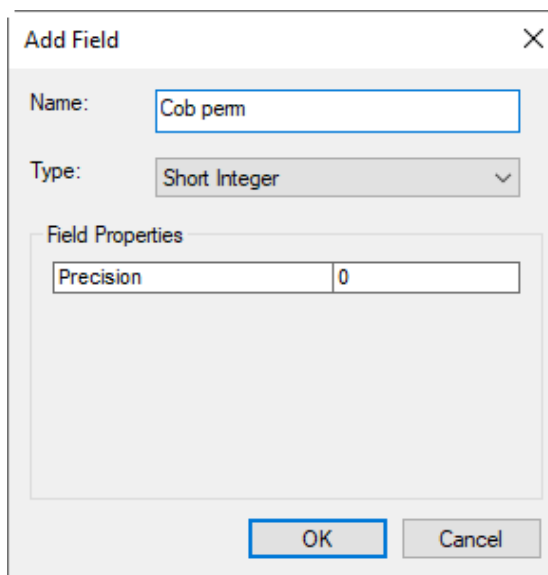 Add Field
Name: Cob perm
Type: Short Integer
Field Properties
Precision 0
OK Cancel